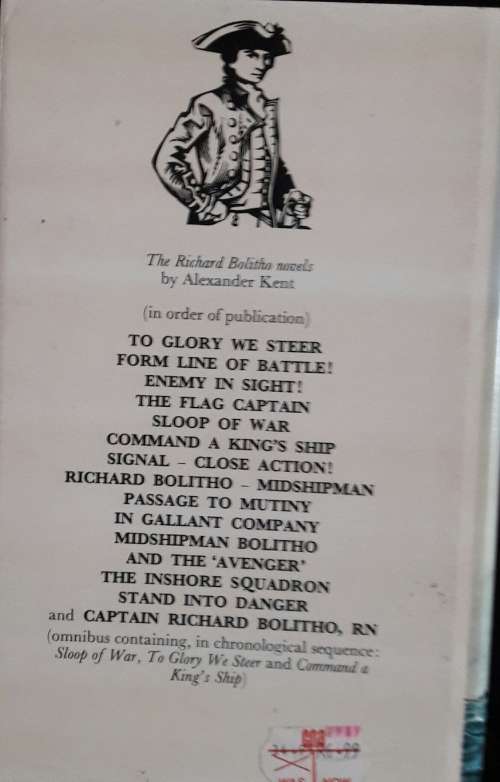 The Richard Bolitho novels
by Alexander Kent
(in order of publication)
TO GLORY WE STEER
FORM LINE OF BATTLE!
ENEMY IN SIGHT!
THE FLAG CAPTAIN
SLOOP OF WAR
COMMAND A KING'S SHIP
SIGNAL – CLOSE ACTION!
RICHARD BOLITHO – MIDSHIPMAN
PASSAGE TO MUTINY
IN GALLANT COMPANY
MIDSHIPMAN BOLITHO
AND THE ‘AVENGER’
THE INSHORE SQUADRON
STAND INTO DANGER
and CAPTAIN RICHARD BOLITHO, RN
(omnibus containing, in chronological sequence:
Sloop of War, To Glory We Steer and Command a
King's Ship)
WAS NOW